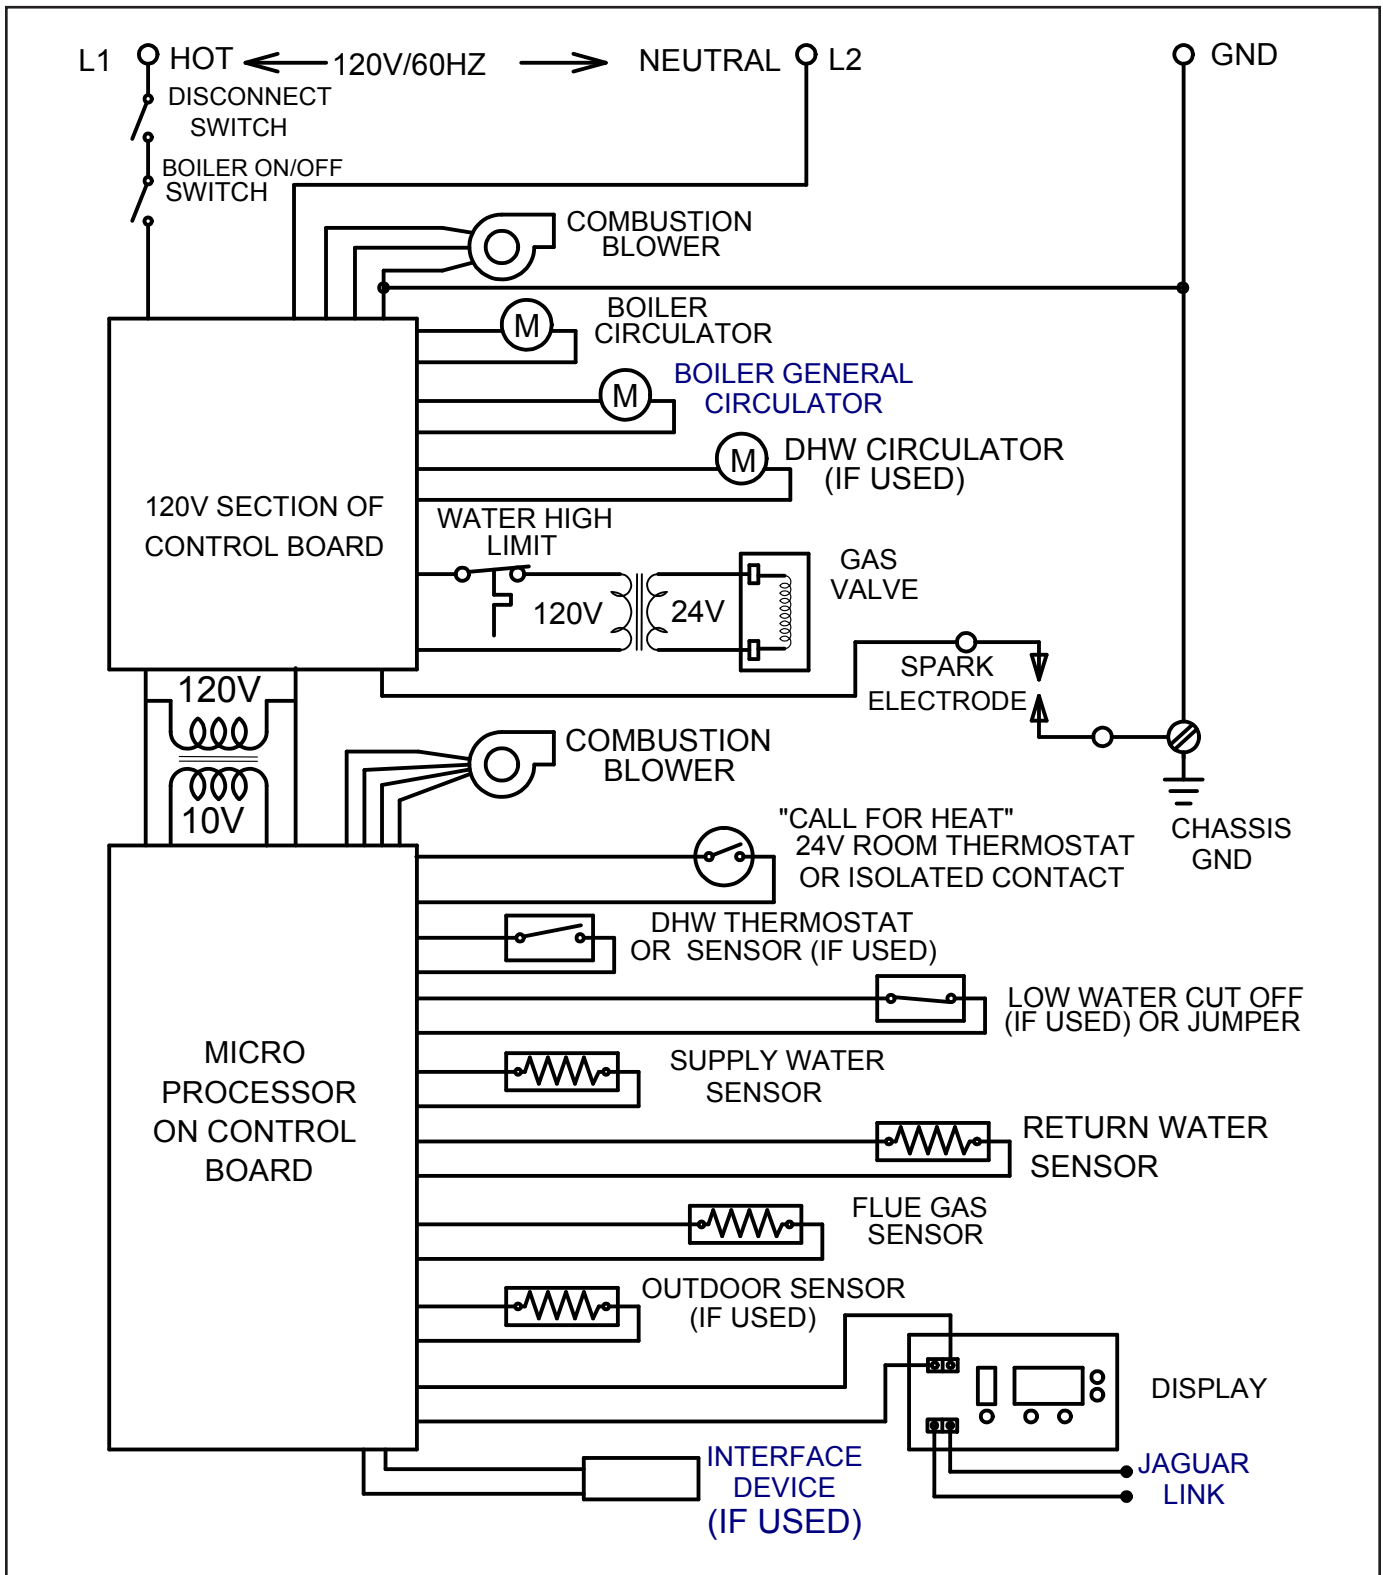 L1 HOT 120V/60HZ NEUTRAL L2 GND
DISCONNECT
SWITCH
BOILER ON/OFF
SWITCH
COMBUSTION
BLOWER
BOILER
CIRCULATOR
M
BOILER GENERAL
CIRCULATOR
M
DHW CIRCULATOR
(IF USED)
M
120V SECTION OF
CONTROL BOARD
WATER HIGH
LIMIT
120V
24V
GAS
VALVE
SPARK
ELECTRODE
120V
10V
COMBUSTION
BLOWER
CHASSIS
GND
"CALL FOR HEAT"
24V ROOM THERMOSTAT
OR ISOLATED CONTACT
DHW THERMOSTAT
OR SENSOR (IF USED)
LOW WATER CUT OFF
(IF USED) OR JUMPER
MICRO
PROCESSOR
ON CONTROL
BOARD
SUPPLY WATER
SENSOR
RETURN WATER
SENSOR
FLUE GAS
SENSOR
OUTDOOR SENSOR
(IF USED)
DISPLAY
INTERFACE
DEVICE
(IF USED)
JAGUAR
LINK